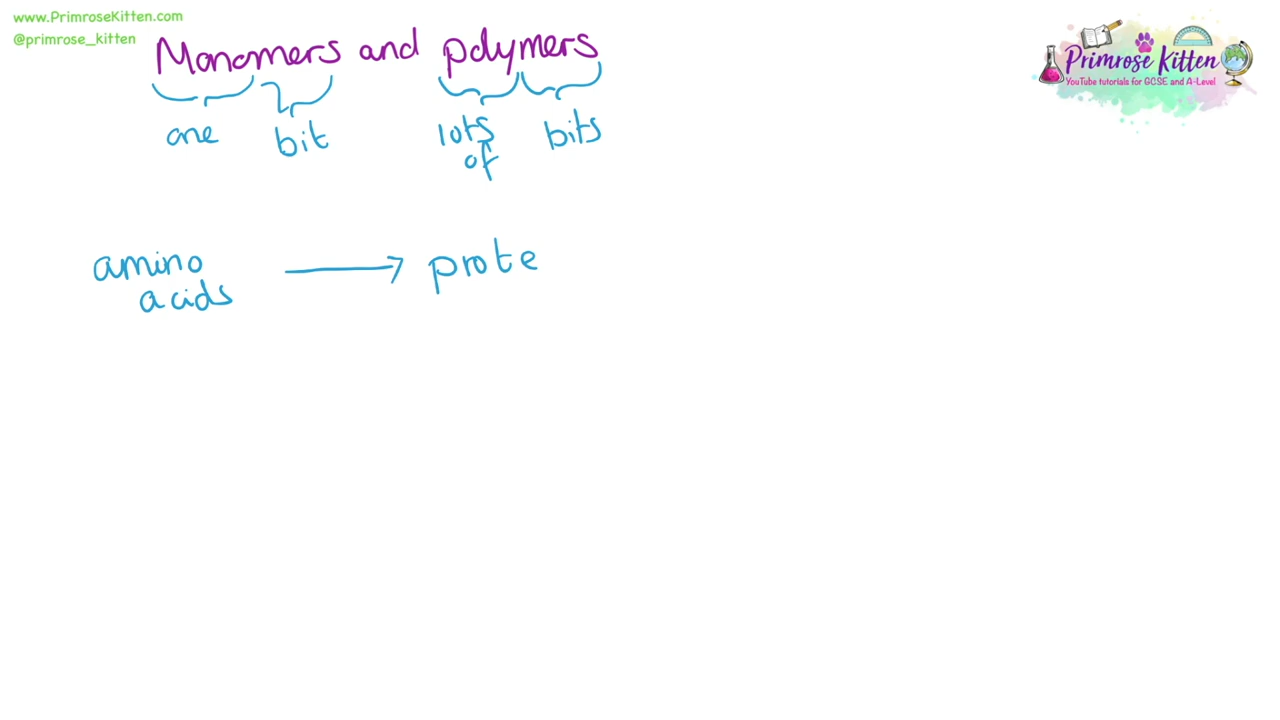 www.PrimroseKitten.com
@primrose_kitten
Monomers and polymers
one bit lots of bits
amino acids → prote
Primrose Kitten
YouTube tutorials for GCSE and A-Level